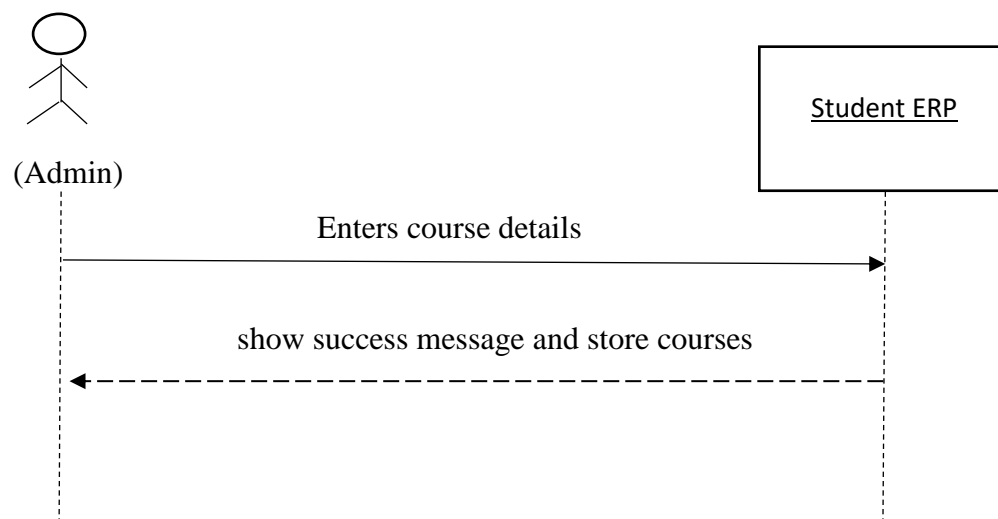 Student ERP
(Admin)
Enters course details
show success message and store courses